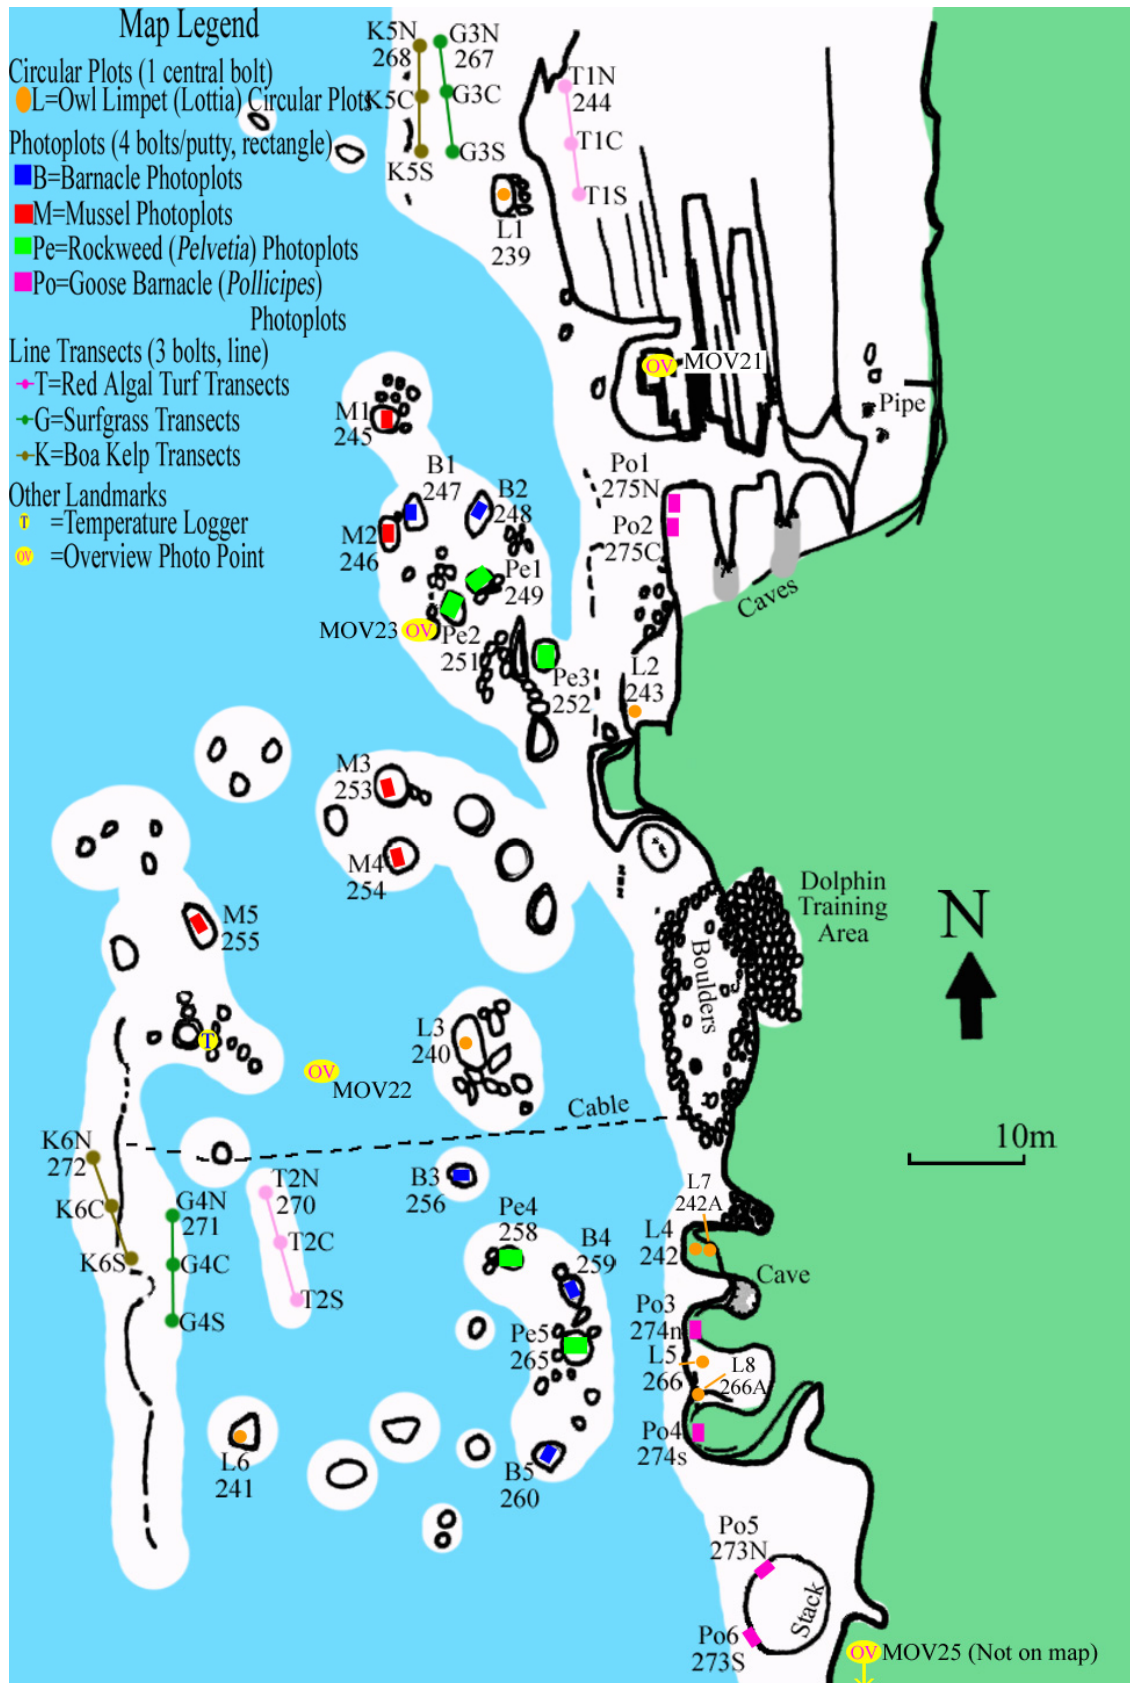 Map Legend
Circular Plots (1 central bolt)
L=Owl Limpet (Lottia) Circular Plots
Photoplots (4 bolts/putty, rectangle)
B=Barnacle Photoplots
M=Mussel Photoplots
Pe=Rockweed (Pelvetia) Photoplots
Po=Goose Barnacle (Pollicipes)
Photoplots
Line Transects (3 bolts, line)
T=Red Algal Turf Transects
G=Surfgrass Transects
K=Boa Kelp Transects
Other Landmarks
T =Temperature Logger
OV =Overview Photo Point
K5N
268
K5C
K5S
G3N
267
G3C
G3S
T1N
244
T1C
T1S
L1
239
OV MOV21
Pipe
M1
245
B1
247
B2
248
M2
246
Po1
275N
Po2
275C
Pe1
249
Caves
MOV23 OV
Pe2
251
Pe3
252
L2
243
M3
253
M4
254
M5
255
Dolphin
Training
Area
Boulders
N
T
L3
240
OV
MOV22
Cable
10m
K6N
272
K6C
K6S
G4N
271
G4C
G4S
T2N
270
T2C
T2S
B3
256
Pe4
258
B4
259
L7
242A
L4
242
Cave
Po3
274n
Pe5
265
L5
266
L8
266A
Po4
274s
L6
241
B5
260
Po5
273N
Stack
Po6
273S
OV MOV25 (Not on map)